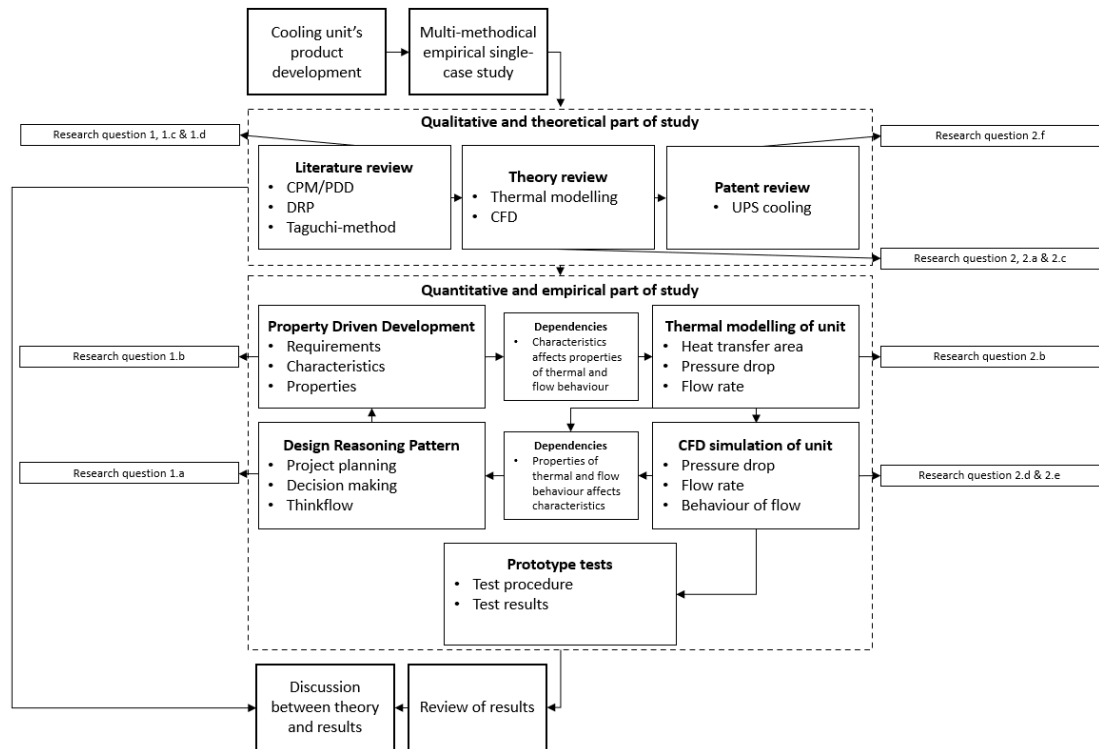 Cooling unit's
product
development
Multi-methodical
empirical single-
case study
Qualitative and theoretical part of study
Research question 1, 1.c & 1.d
Research question 2.f
Literature review
• CPM/PDD
• DRP
• Taguchi-method
Theory review
• Thermal modelling
• CFD
Patent review
• UPS cooling
Research question 2, 2.a & 2.c
Quantitative and empirical part of study
Property Driven Development
• Requirements
• Characteristics
• Properties
Dependencies
• Characteristics
affects properties
of thermal and
flow behaviour
Thermal modelling of unit
• Heat transfer area
• Pressure drop
• Flow rate
Research question 1.b
Research question 2.b
Design Reasoning Pattern
• Project planning
• Decision making
• Thinkflow
Dependencies
• Properties of
thermal and flow
behaviour affects
characteristics
CFD simulation of unit
• Pressure drop
• Flow rate
• Behaviour of flow
Research question 1.a
Research question 2.d & 2.e
Prototype tests
• Test procedure
• Test results
Discussion
between theory
and results
Review of results